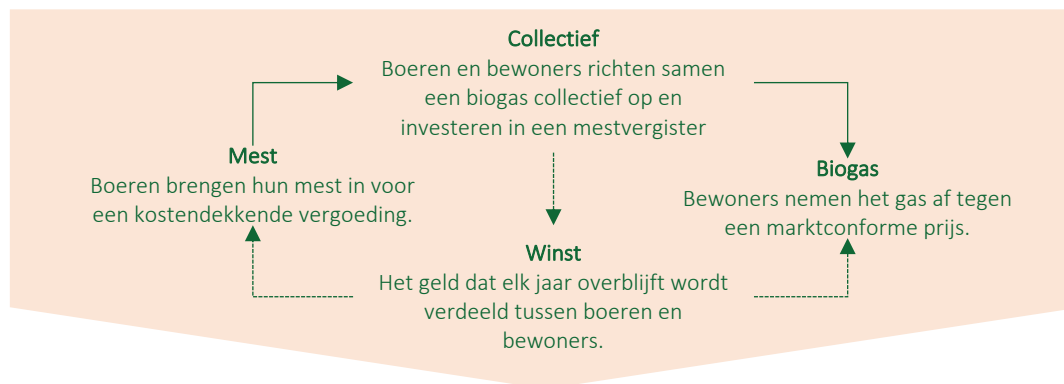 Collectief
Boeren en bewoners richten samen
een biogas collectief op en
investeren in een mestvergister
Mest
Boeren brengen hun mest in voor
een kostendekkende vergoeding.
Biogas
Bewoners nemen het gas af tegen
een marktconforme prijs.
Winst
Het geld dat elk jaar overblijft wordt
verdeeld tussen boeren en
bewoners.